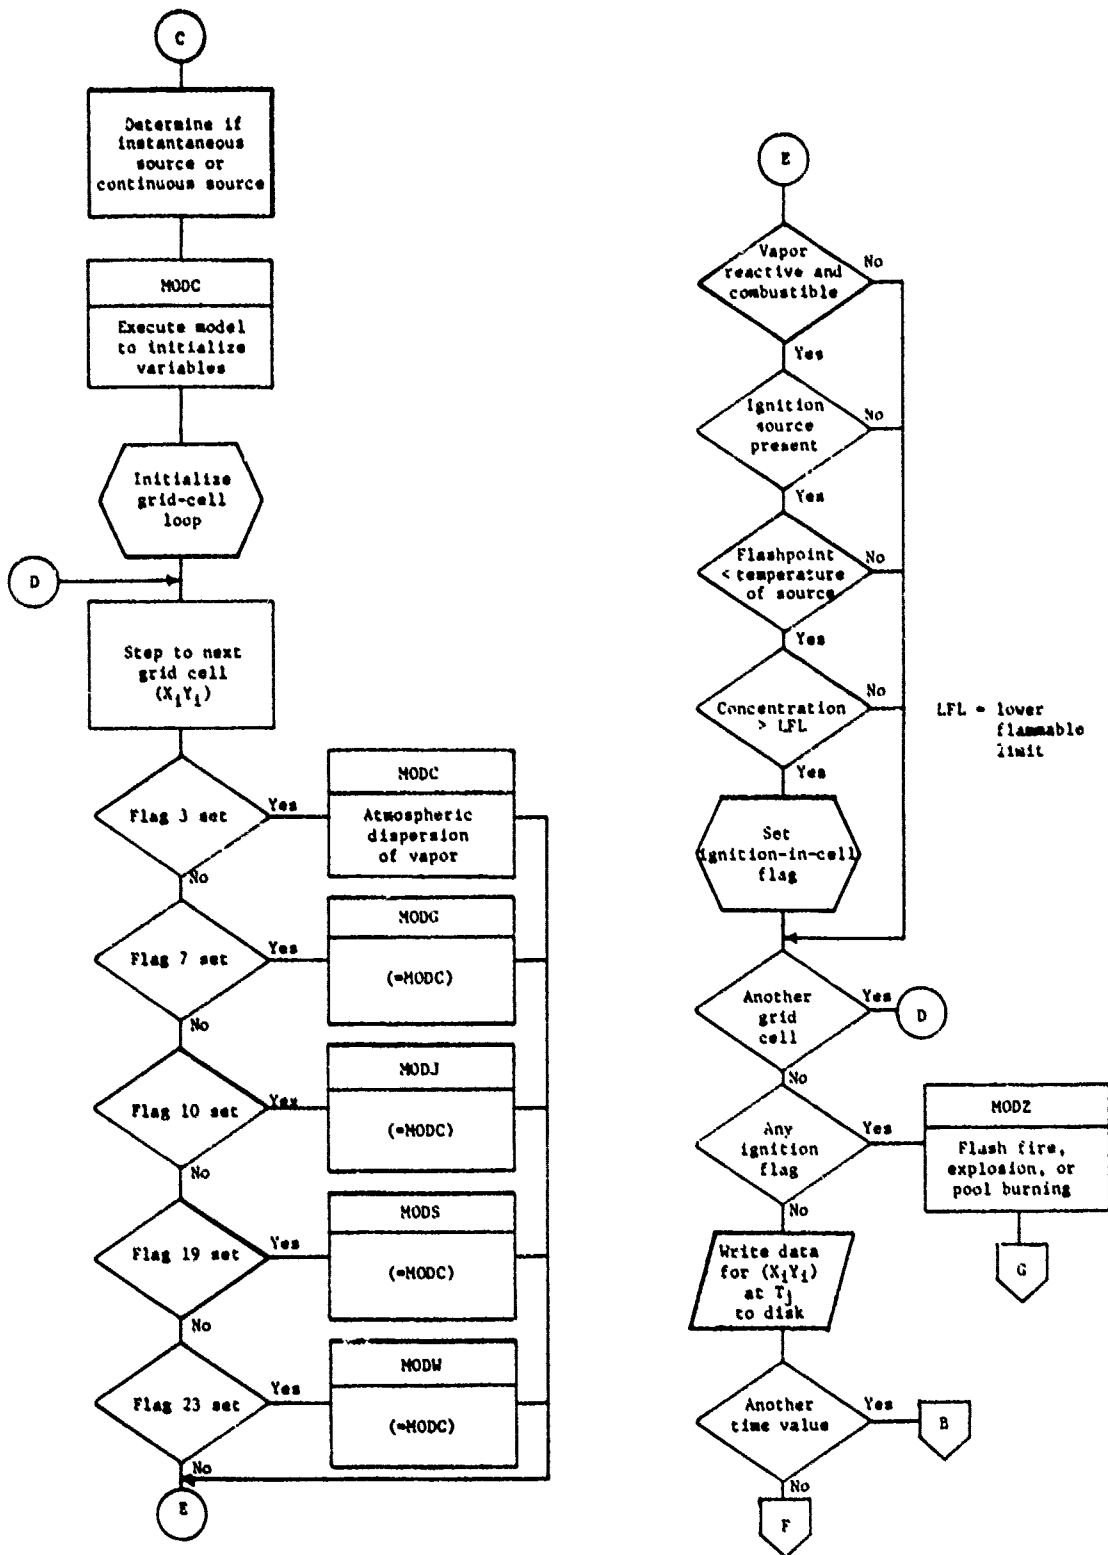 C
Determine if
instantaneous
source or
continuous source
MODC
Execute model
to initialize
variables
Initialize
grid-cell
loop
D
Step to next
grid cell
(XiYi)
Flag 3 set
Yes
No
MODC
Atmospheric
dispersion
of vapor
Flag 7 set
Yes
No
MODG
(=MODC)
Flag 10 set
Yes
No
MODJ
(=MODC)
Flag 19 set
Yes
No
MODS
(=MODC)
Flag 23 set
Yes
No
MODW
(=MODC)
E
E
Vapor
reactive and
combustible
No
Yes
Ignition
source
present
No
Yes
Flashpoint
< temperature
of source
No
Yes
Concentration
> LFL
No
Yes
LFL = lower
flammable
limit
Set
ignition-in-cell
flag
Another
grid
cell
Yes
D
No
Any
ignition
flag
Yes
No
MODZ
Flash fire,
explosion, or
pool burning
G
Write data
for (XiYi)
at Tj
to disk
Another
time value
Yes
B
No
F